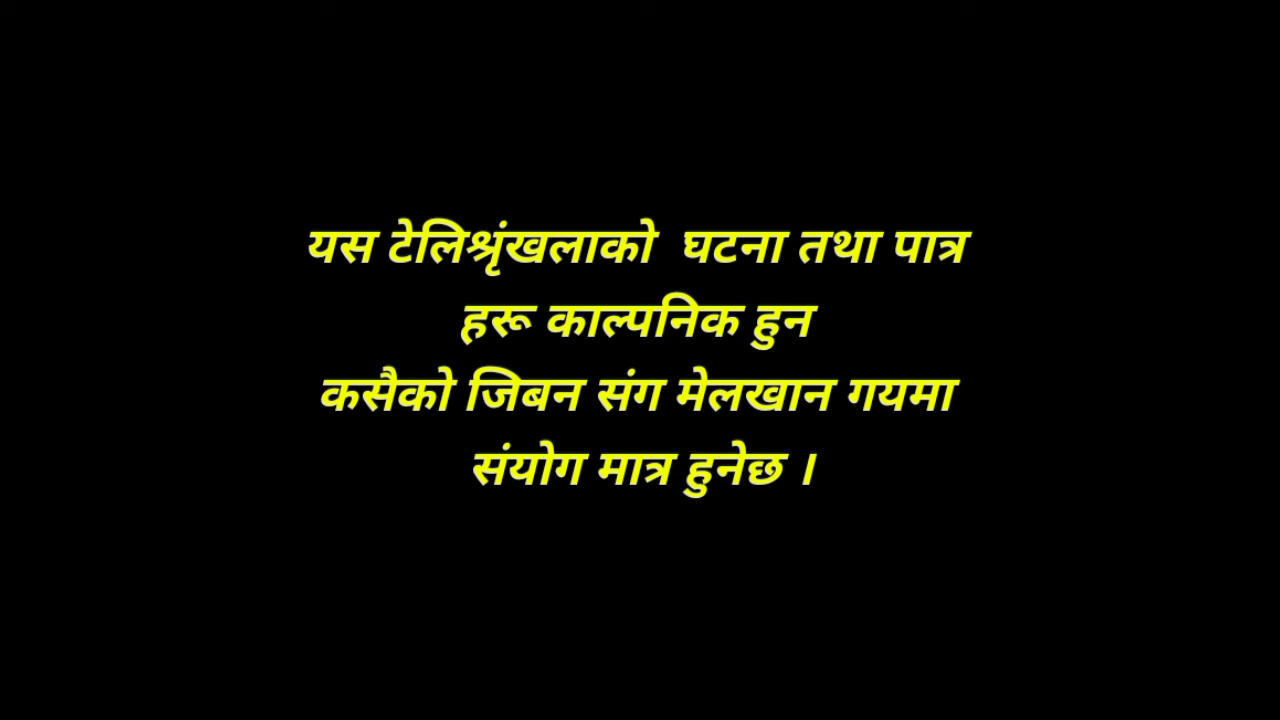 यस टेलिश्रृंखलाको घटना तथा पात्र
हरू काल्पनिक हुन
कसैको जिबन संग मेलखान गयमा
संयोग मात्र हुनेछ ।